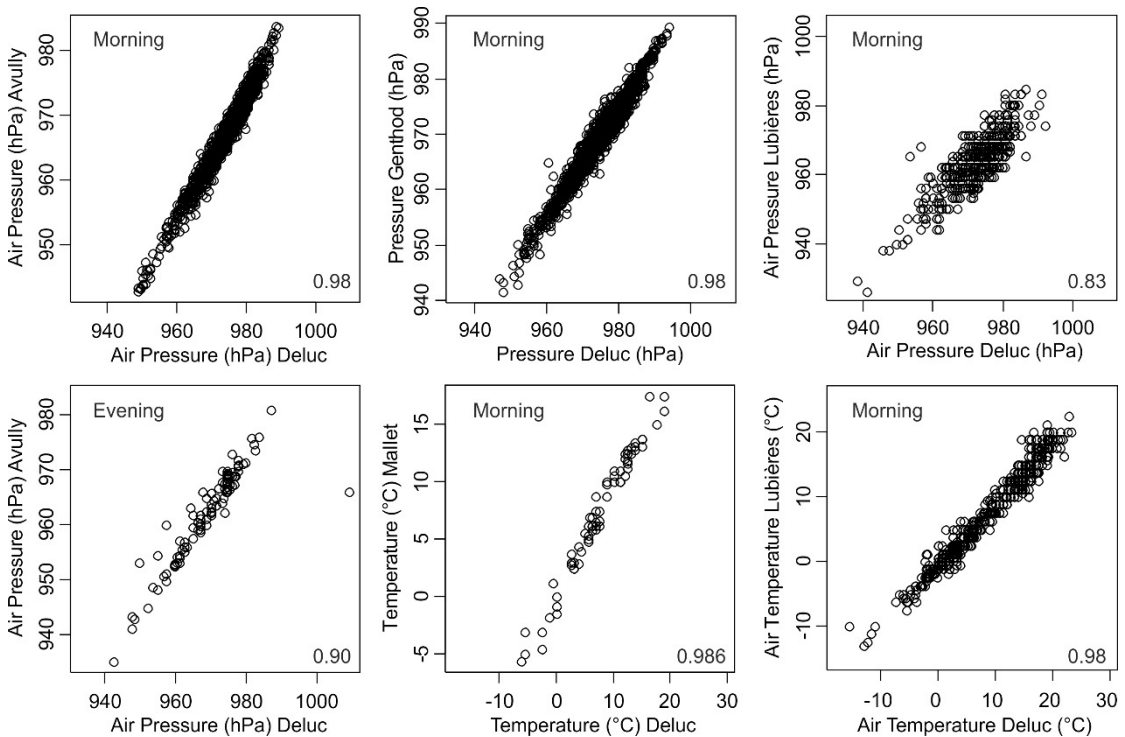 Morning
Air Pressure (hPa) Avully
980
970
960
950
0.98
940 960 980 1000
Air Pressure (hPa) Deluc
Morning
Pressure Genthod (hPa)
990
980
970
960
950
940
0.98
940 960 980 1000
Pressure Deluc (hPa)
Morning
Air Pressure Lubières (hPa)
1000
980
960
940
0.83
940 960 980 1000
Air Pressure Deluc (hPa)
Evening
Air Pressure (hPa) Avully
980
970
960
950
940
0.90
940 960 980 1000
Air Pressure (hPa) Deluc
Morning
Temperature (°C) Mallet
15
10
5
0
-5
0.986
-10 0 10 20 30
Temperature (°C) Deluc
Morning
Air Temperature Lubières (°C)
20
10
0
-10
0.98
-10 0 10 20 30
Air Temperature Deluc (°C)